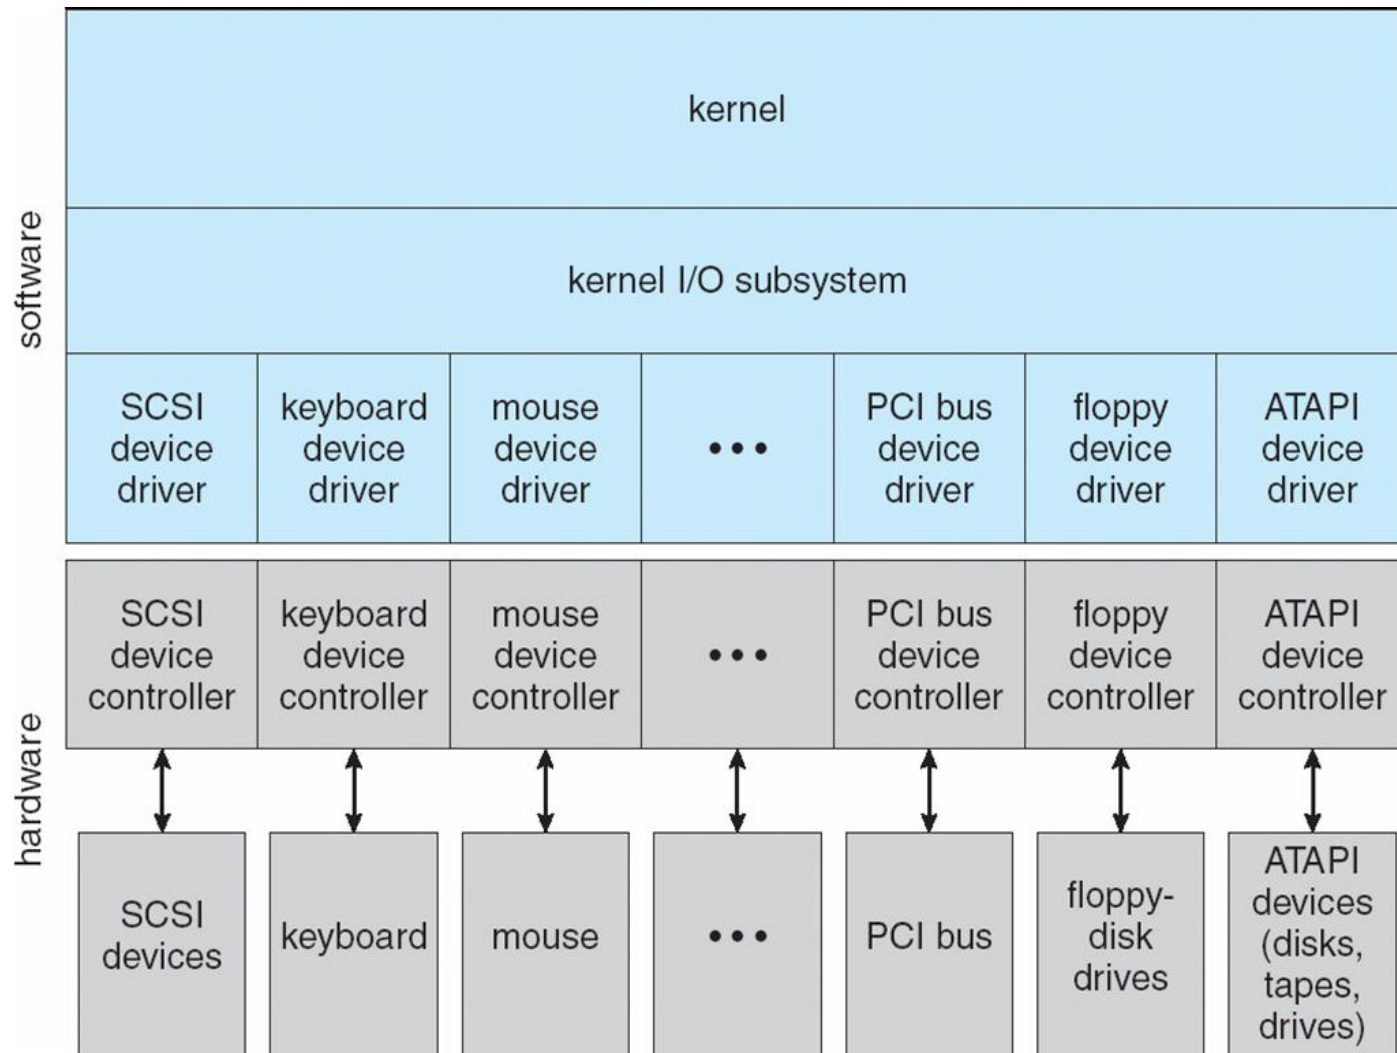 kernel
kernel I/O subsystem
software
SCSI
device
driver
keyboard
device
driver
mouse
device
driver
•••
PCI bus
device
driver
floppy
device
driver
ATAPI
device
driver
hardware
SCSI
device
controller
keyboard
device
controller
mouse
device
controller
•••
PCI bus
device
controller
floppy
device
controller
ATAPI
device
controller
SCSI
devices
keyboard
mouse
•••
PCI bus
floppy-
disk
drives
ATAPI
devices
(disks,
tapes,
drives)